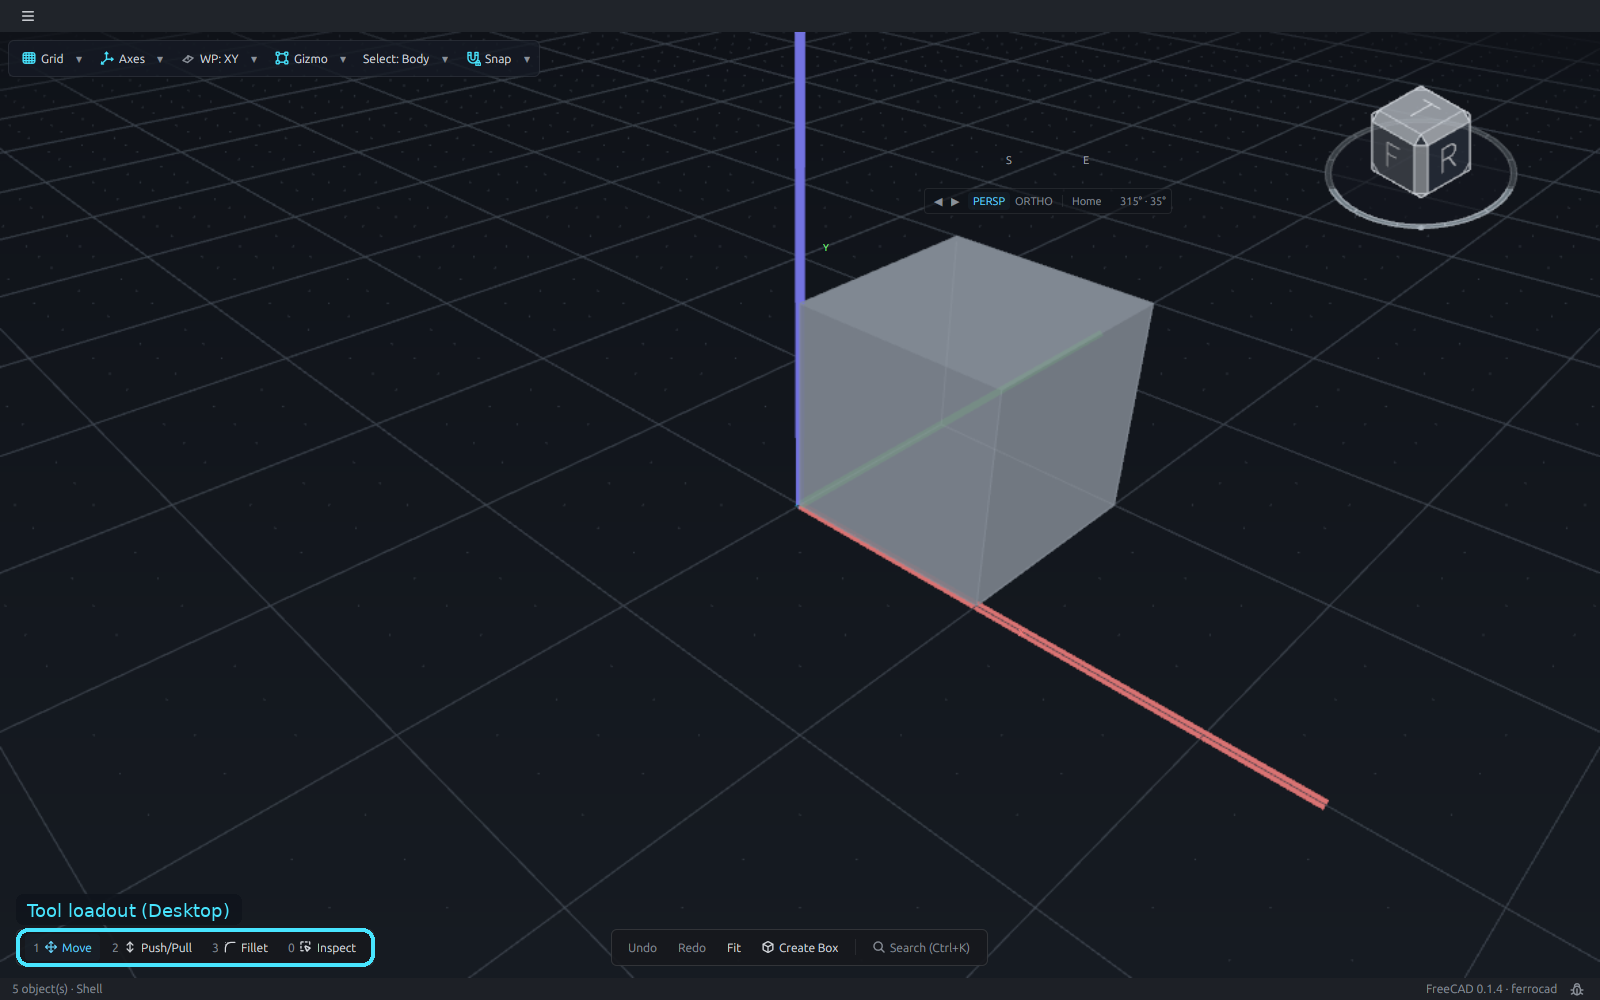 Grid Axes WP: XY Gizmo Select: Body Snap
T
F R
S E
PERSP ORTHO Home 315° · 35°
Y
Tool loadout (Desktop)
1 Move 2 Push/Pull 3 Fillet 0 Inspect
Undo Redo Fit Create Box Search (Ctrl+K)
5 object(s) · Shell
FreeCAD 0.1.4 · ferrocad